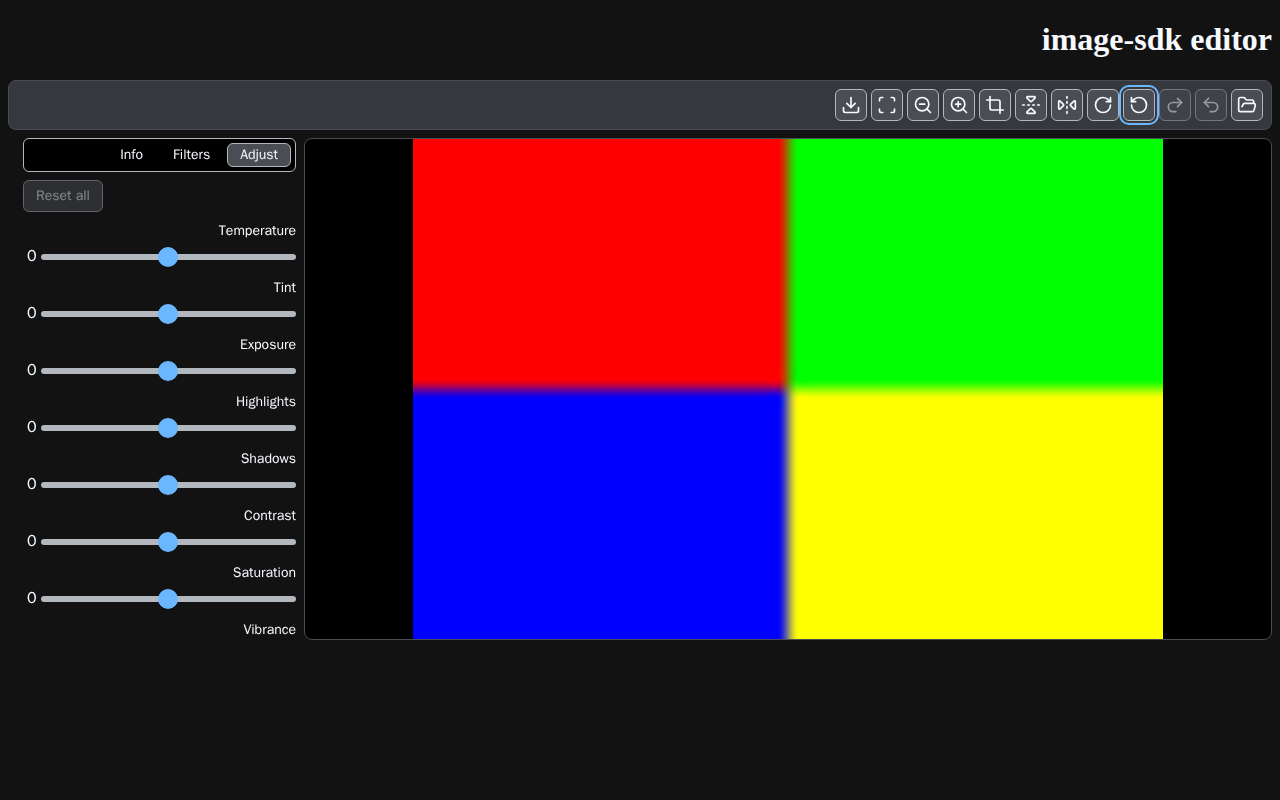 image-sdk editor
Adjust
Filters
Info
Reset all
Temperature
0
Tint
0
Exposure
0
Highlights
0
Shadows
0
Contrast
0
Saturation
0
Vibrance